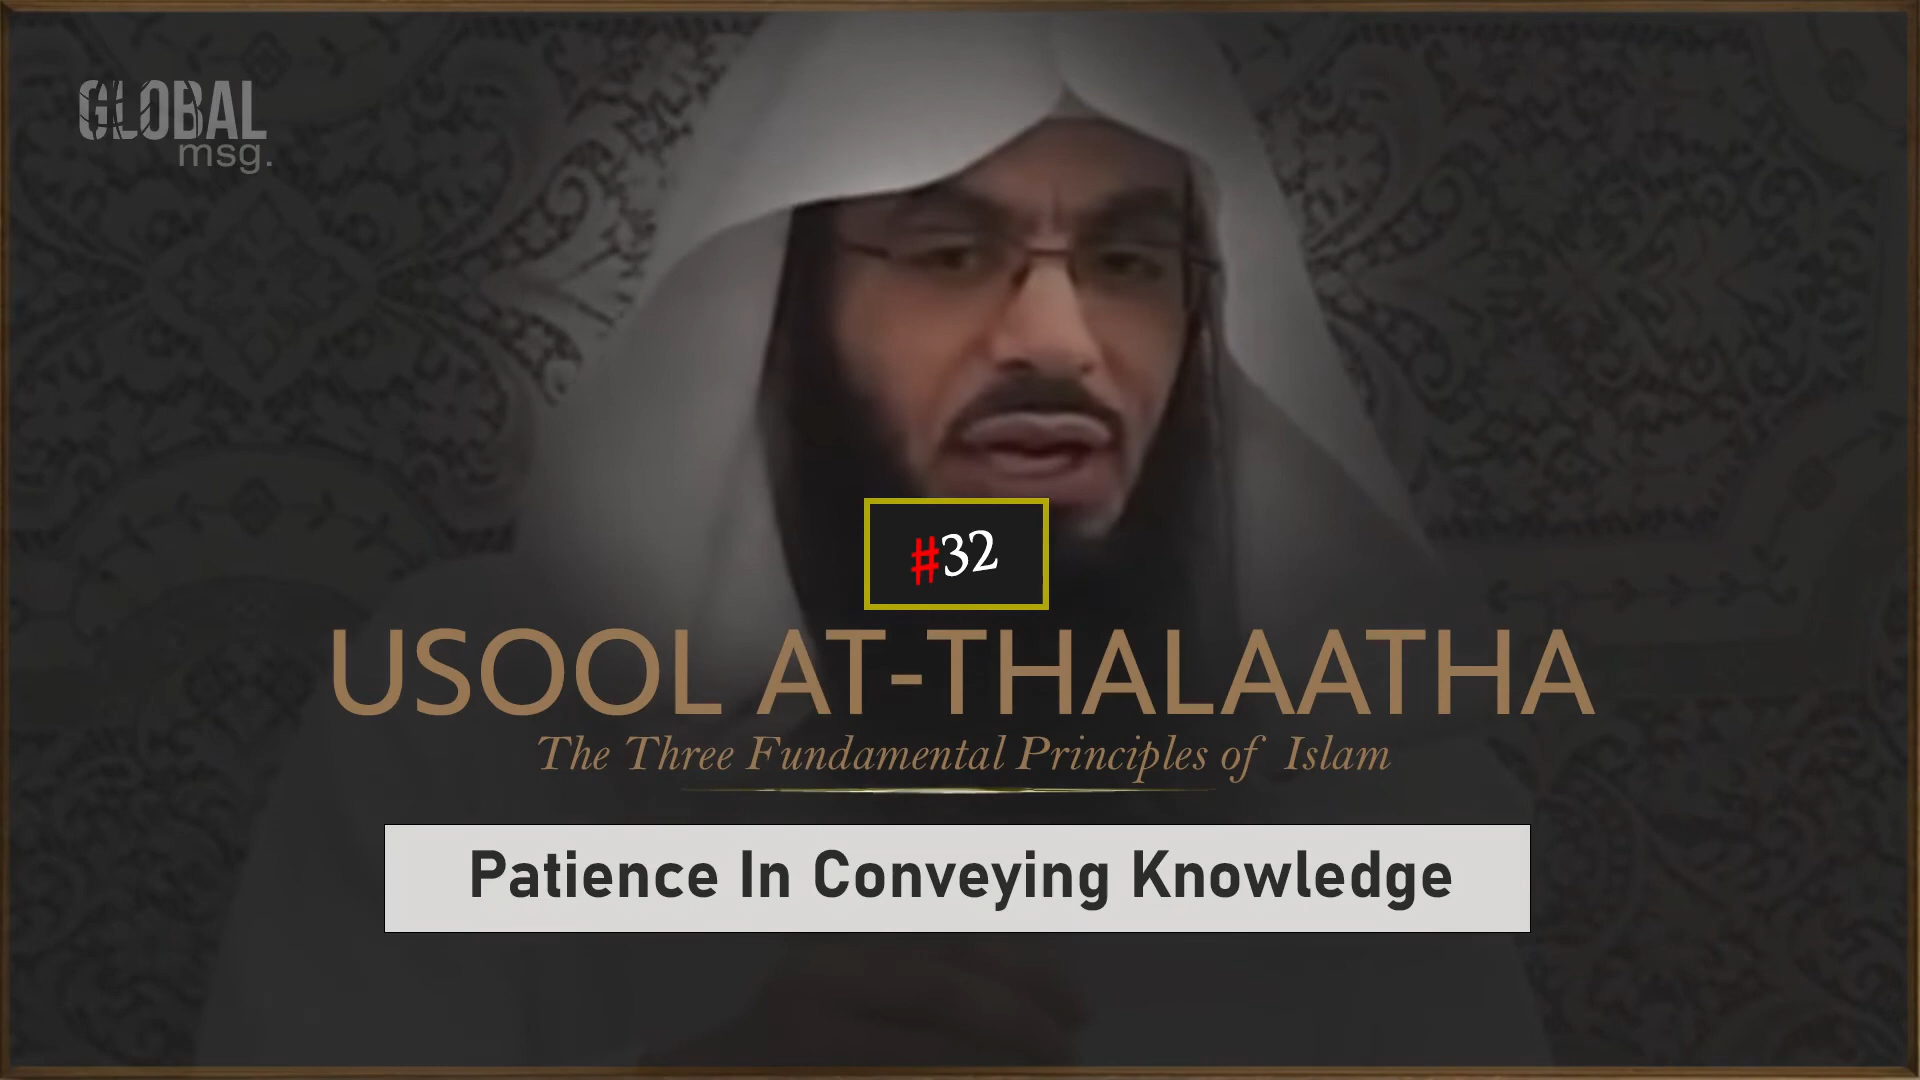 GLOBAL
msg.
#32
USOOL AT-THALAATHA
The Three Fundamental Principles of Islam
Patience In Conveying Knowledge